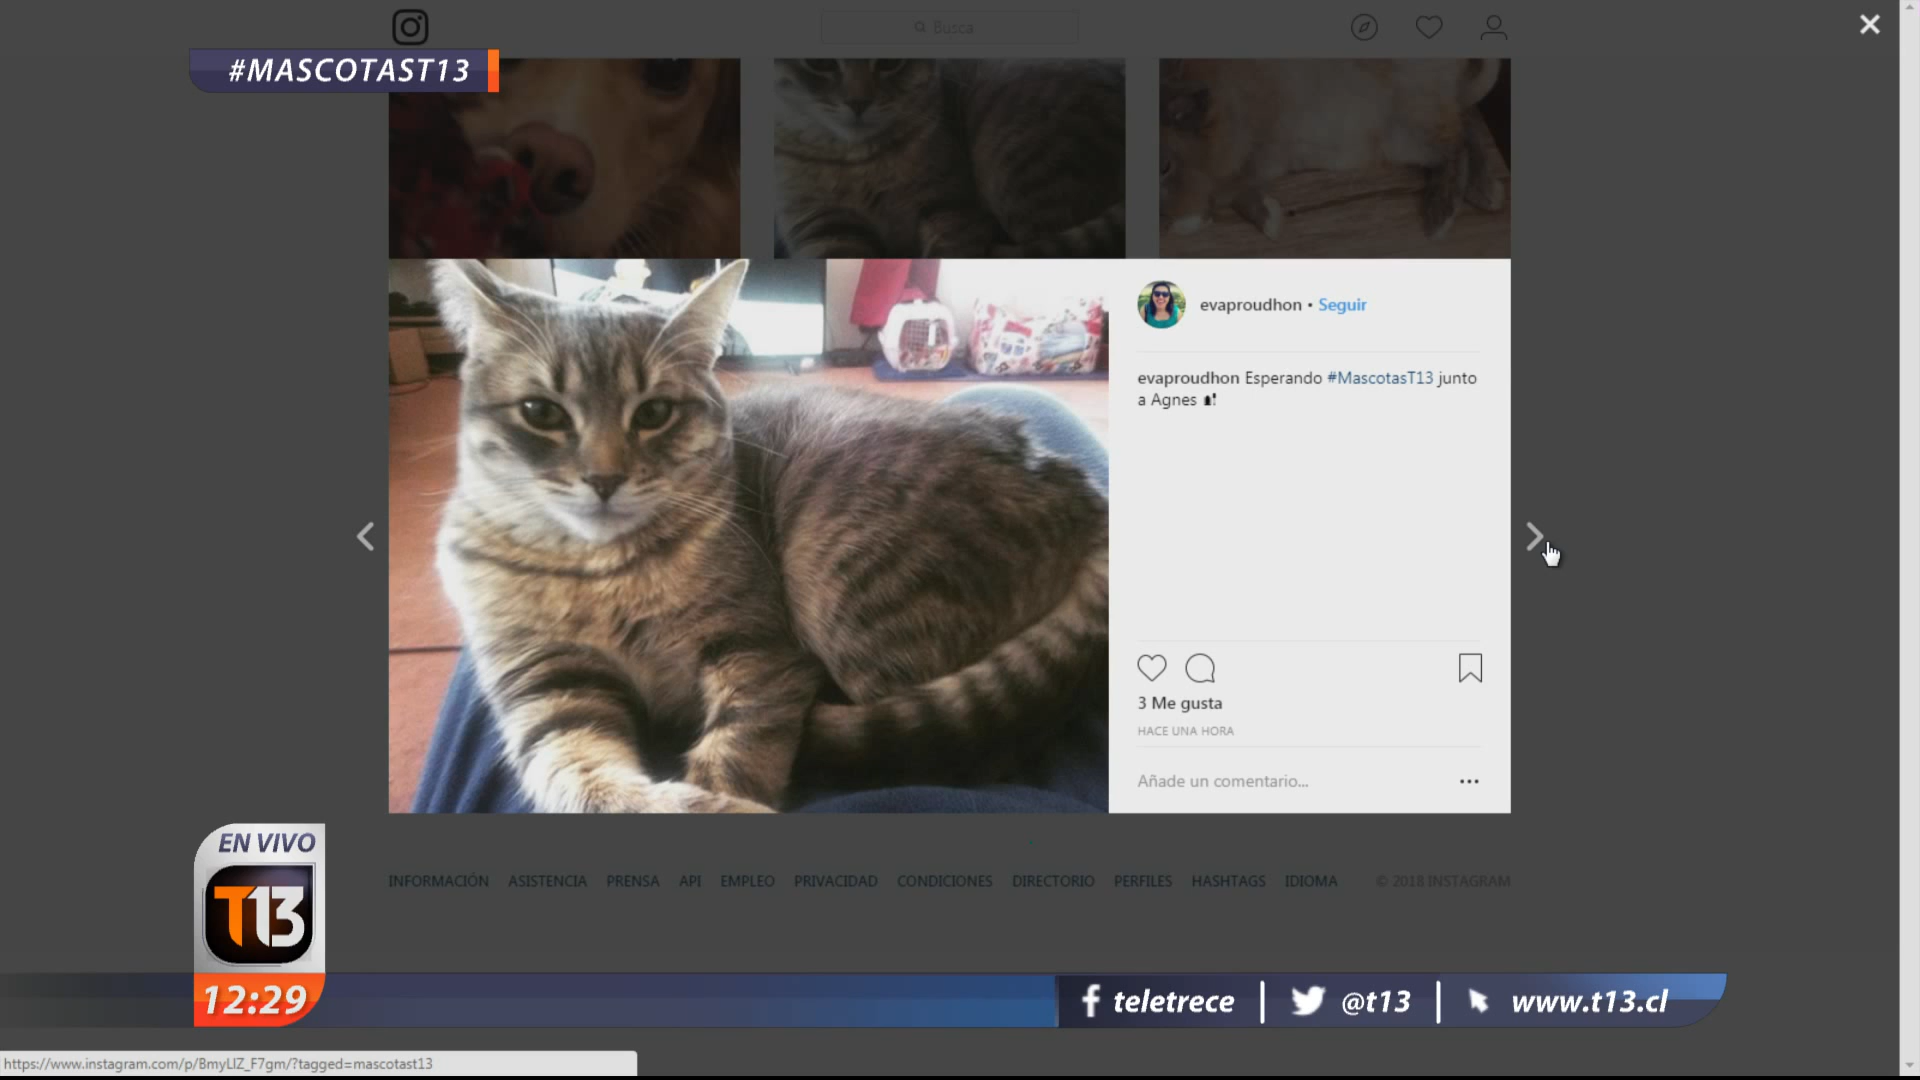 Busca
#MASCOTAST13
evaproudhon • Seguir
evaproudhon Esperando #MascotasT13 junto
a Agnes
3 Me gusta
HACE UNA HORA
Añade un comentario...
EN VIVO
T13
12:29
INFORMACIÓN ASISTENCIA PRENSA API EMPLEO PRIVACIDAD CONDICIONES DIRECTORIO PERFILES HASHTAGS IDIOMA © 2018 INSTAGRAM
teletrece | @t13 | www.t13.cl
https://www.instagram.com/p/BmyLIZ_F7gm/?tagged=mascotast13